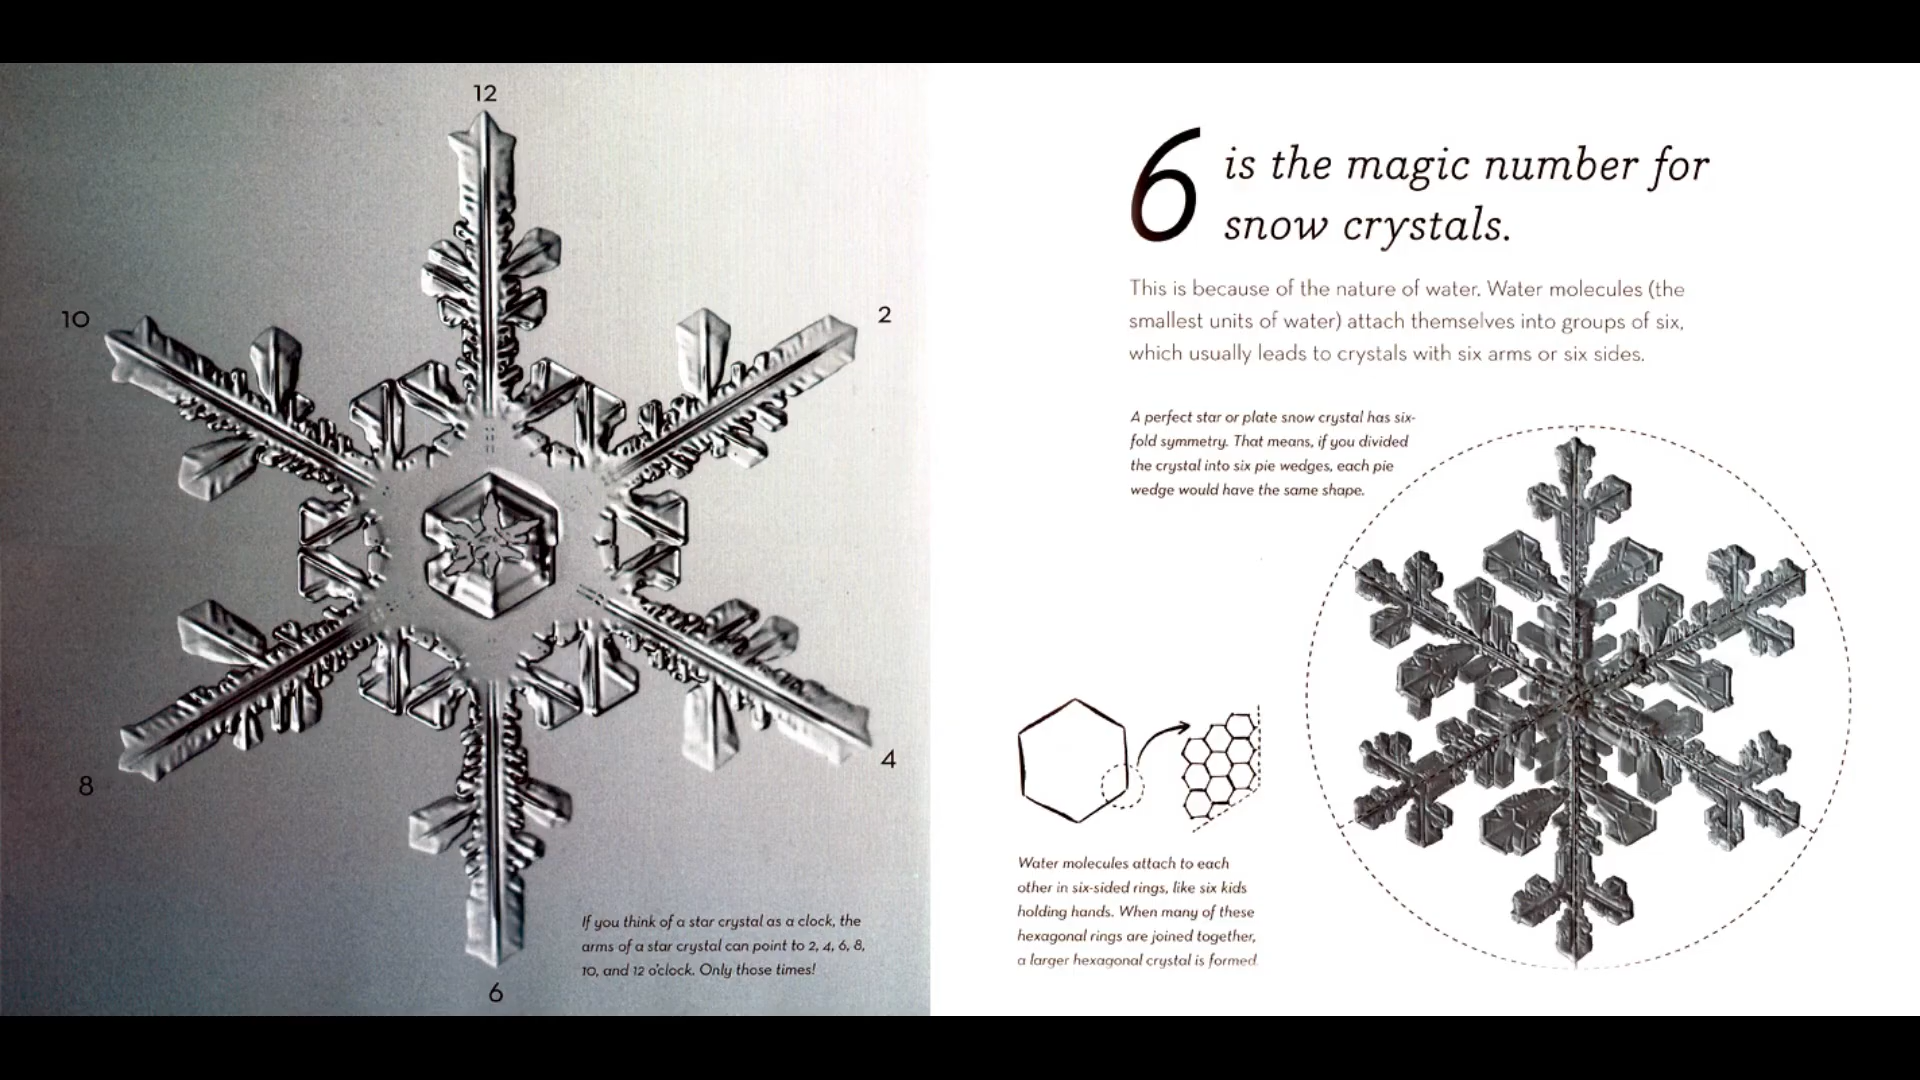 12
10
2
8
4
6
If you think of a star crystal as a clock, the
arms of a star crystal can point to 2, 4, 6, 8,
10, and 12 o'clock. Only those times!
6 is the magic number for
snow crystals.
This is because of the nature of water. Water molecules (the
smallest units of water) attach themselves into groups of six,
which usually leads to crystals with six arms or six sides.
A perfect star or plate snow crystal has six-
fold symmetry. That means, if you divided
the crystal into six pie wedges, each pie
wedge would have the same shape.
Water molecules attach to each
other in six-sided rings, like six kids
holding hands. When many of these
hexagonal rings are joined together,
a larger hexagonal crystal is formed.